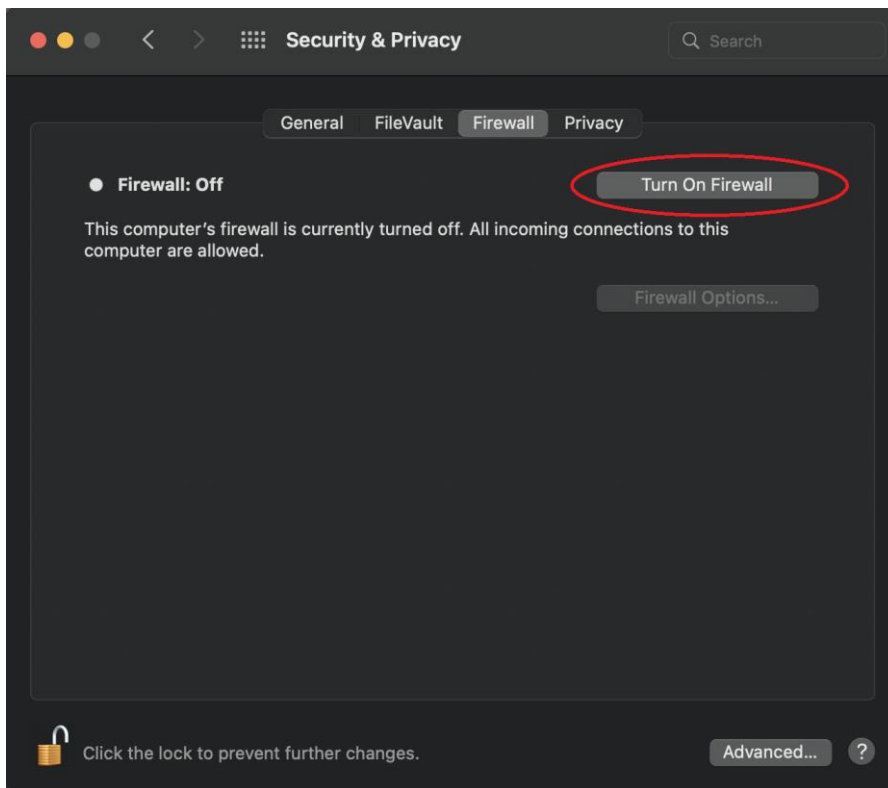 Security & Privacy
Search
General FileVault Firewall Privacy
Firewall: Off
Turn On Firewall
This computer’s firewall is currently turned off. All incoming connections to this
computer are allowed.
Firewall Options...
Click the lock to prevent further changes.
Advanced...
?